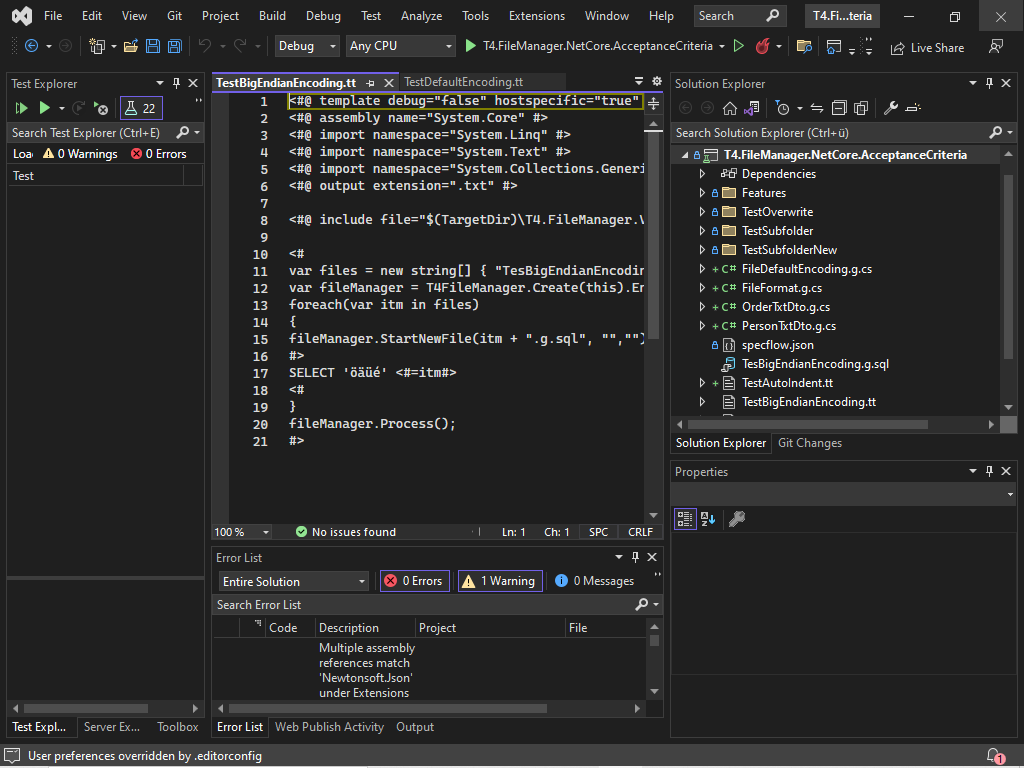 File Edit View Git Project Build Debug Test Analyze Tools Extensions Window Help Search T4.Fi...teria
Debug Any CPU T4.FileManager.NetCore.AcceptanceCriteria Live Share
Test Explorer
22
Search Test Explorer (Ctrl+E)
Loa 0 Warnings 0 Errors
Test
TestBigEndianEncoding.tt TestDefaultEncoding.tt
1 <#@ template debug="false" hostspecific="true"
2 <#@ assembly name="System.Core" #>
3 <#@ import namespace="System.Linq" #>
4 <#@ import namespace="System.Text" #>
5 <#@ import namespace="System.Collections.Generi
6 <#@ output extension=".txt" #>
7
8 <#@ include file="$(TargetDir)\T4.FileManager.V
9
10 <#
11 var files = new string[] { "TesBigEndianEncodin
12 var fileManager = T4FileManager.Create(this).En
13 foreach(var itm in files)
14 {
15 fileManager.StartNewFile(itm + ".g.sql", "","")
16 #>
17 SELECT 'öäüé' <#=itm#>
18 <#
19 }
20 fileManager.Process();
21 #>
100 % No issues found Ln: 1 Ch: 1 SPC CRLF
Error List
Entire Solution 0 Errors 1 Warning 0 Messages
Search Error List
Code Description Project File
Multiple assembly
references match
'Newtonsoft.Json'
under Extensions
Error List Web Publish Activity Output
Test Expl... Server Ex... Toolbox
Solution Explorer
Search Solution Explorer (Ctrl+ü)
T4.FileManager.NetCore.AcceptanceCriteria
Dependencies
Features
TestOverwrite
TestSubfolder
TestSubfolderNew
C# FileDefaultEncoding.g.cs
C# FileFormat.g.cs
C# OrderTxtDto.g.cs
C# PersonTxtDto.g.cs
specflow.json
TesBigEndianEncoding.g.sql
TestAutoIndent.tt
TestBigEndianEncoding.tt
Solution Explorer Git Changes
Properties
User preferences overridden by .editorconfig
1